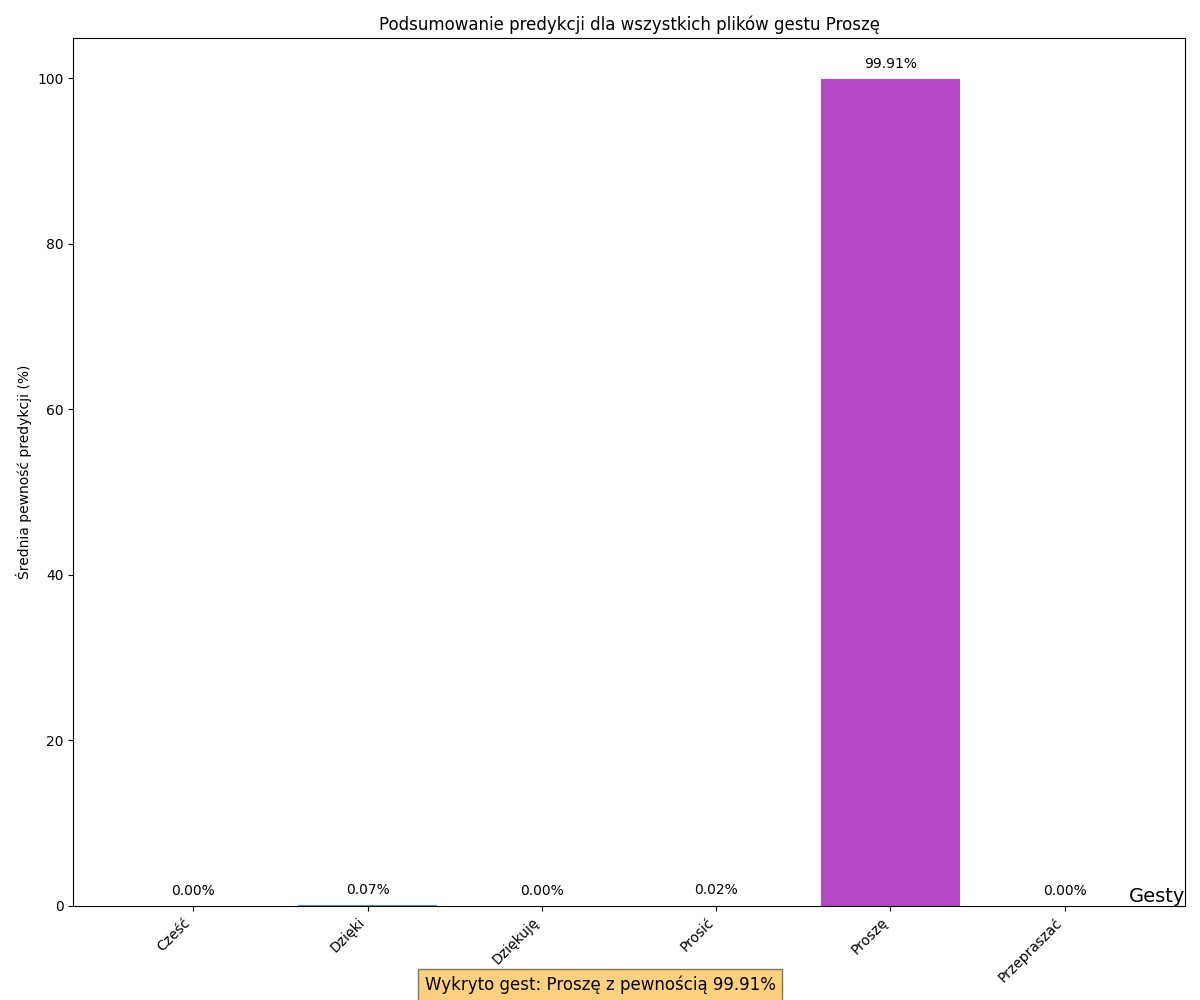 Podsumowanie predykcji dla wszystkich plików gestu Proszę
99.91%
100
80
60
40
20
0
Średnia pewność predykcji (%)
0.00%
0.07%
0.00%
0.02%
0.00%
Gesty
Cześć
Dzięki
Dziękuję
Prosić
Proszę
Przepraszać
Wykryto gest: Proszę z pewnością 99.91%